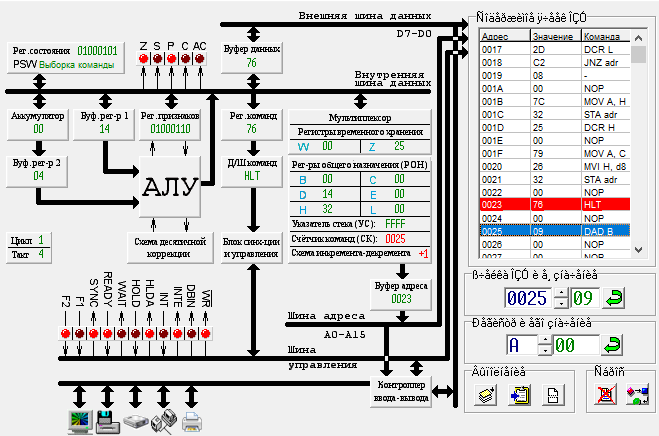 Внешняя шина данных
D7-D0
Z S P C AC
Рег.состояния 01000101
PSW Выборка команды
Буфер данных
76
Внутренняя
шина данных
Аккумулятор
00
Буф.рег-р 1
14
Рег.признаков
01000110
Рег.команд
76
Мультиплексор
Регистры временного хранения
W 00 Z 25
Буф.рег-р 2
04
АЛУ
Д/Ш команд
HLT
Рег-ры общего назначения (РОН)
B 00 C 00
D 14 E 00
H 32 L 00
Указатель стека (УС): FFFF
Счётчик команд (СК): 0025
Схема инкремента-декремента +1
Цикл 1
Такт 4
Схема десятичной
коррекции
Блок синх-ции
и управления
Буфер адреса
0023
F2 F1 SYNC READY WAIT HOLD HLDA INT INTE DBIN WR
Шина адреса
A0-A15
Шина
управления
Контроллер
ввода-вывода
Ñîäåðæèìîå ÿ÷ååê ÎÇÓ
Адрес Значение Команда
0017 2D DCR L
0018 C2 JNZ adr
0019 08 -
001A 00 NOP
001B 7C MOV A, H
001C 32 STA adr
001D 25 DCR H
001E 00 NOP
001F 79 MOV A, C
0020 26 MVI H, d8
0021 32 STA adr
0022 00 NOP
0023 76 HLT
0024 00 NOP
0025 09 DAD B
0026 00 NOP
0027 00 NOP
ß÷åéêà ÎÇÓ è å¸ çíà÷åíèå
0025 09
Ðåãèñòð è åãî çíà÷åíèå
A 00
Âûïîëíåíèå
Ñáðîñ